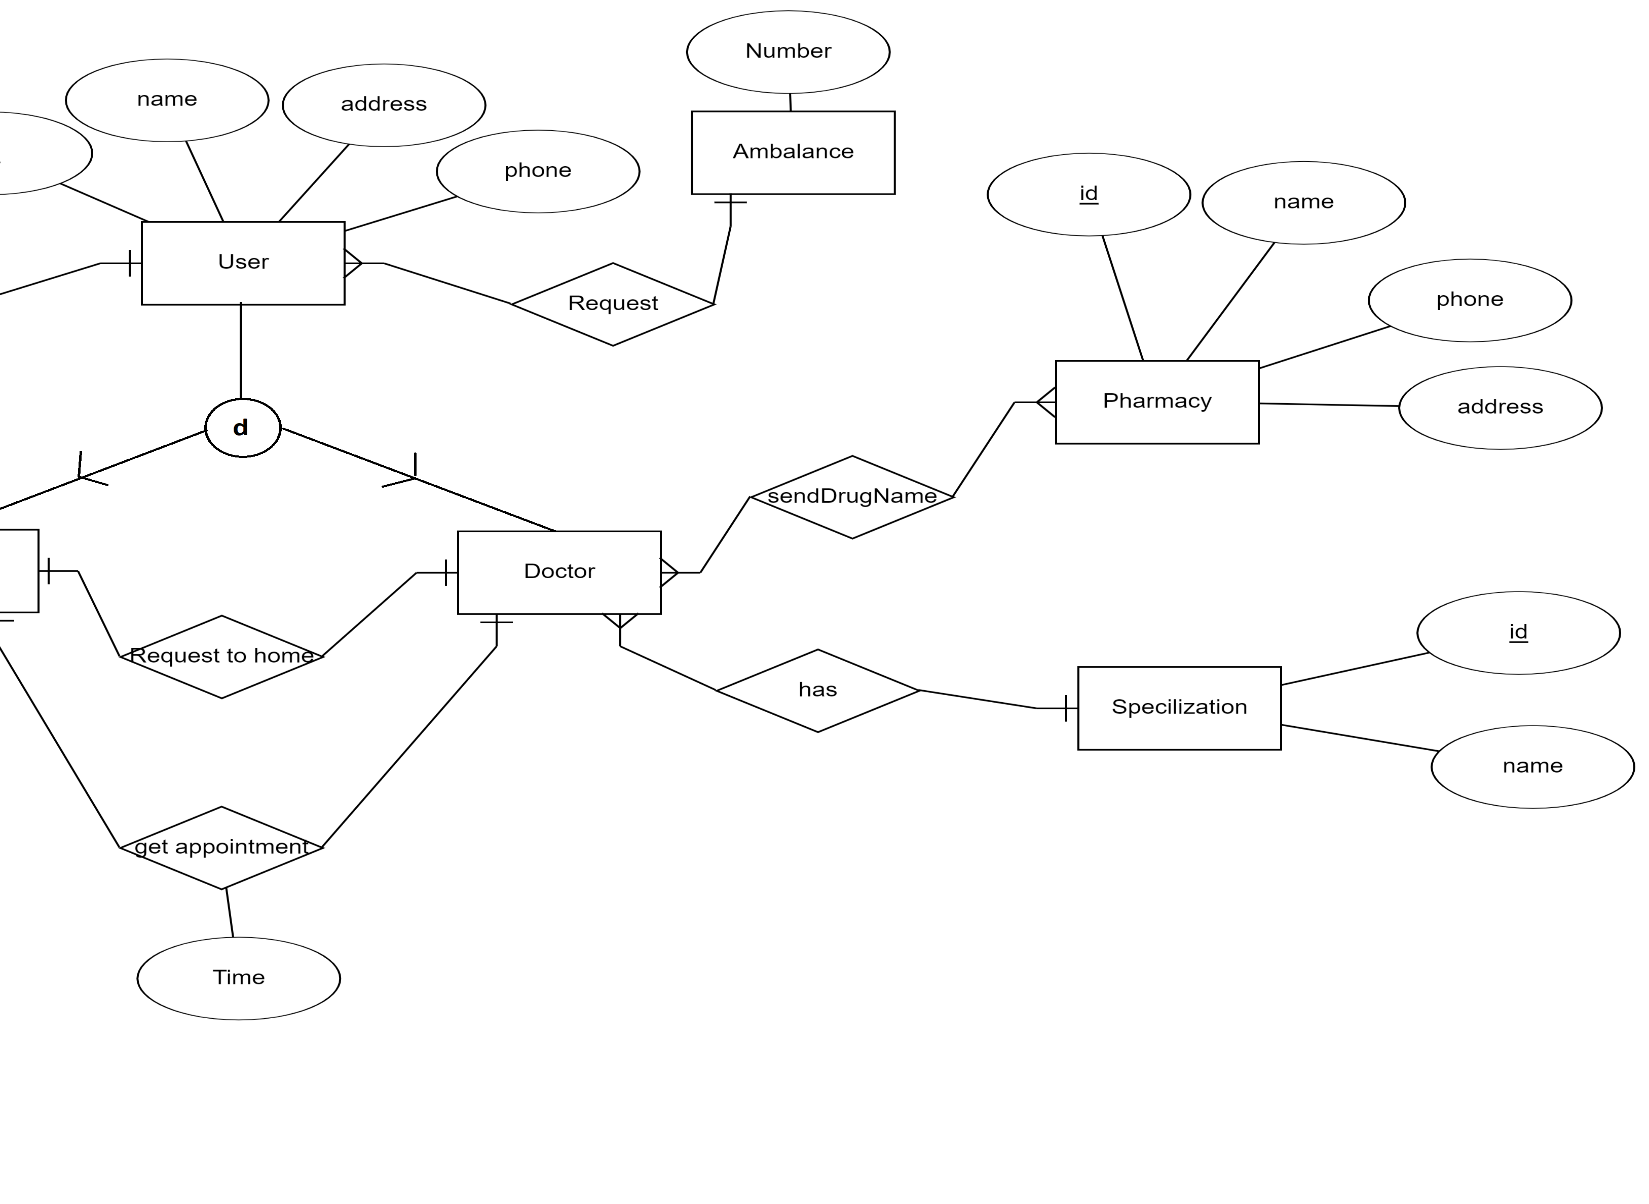 Number
name
address
Ambalance
phone
id
name
User
Request
phone
Pharmacy
address
d
sendDrugName
Doctor
id
Request to home
has
Specilization
name
get appointment
Time